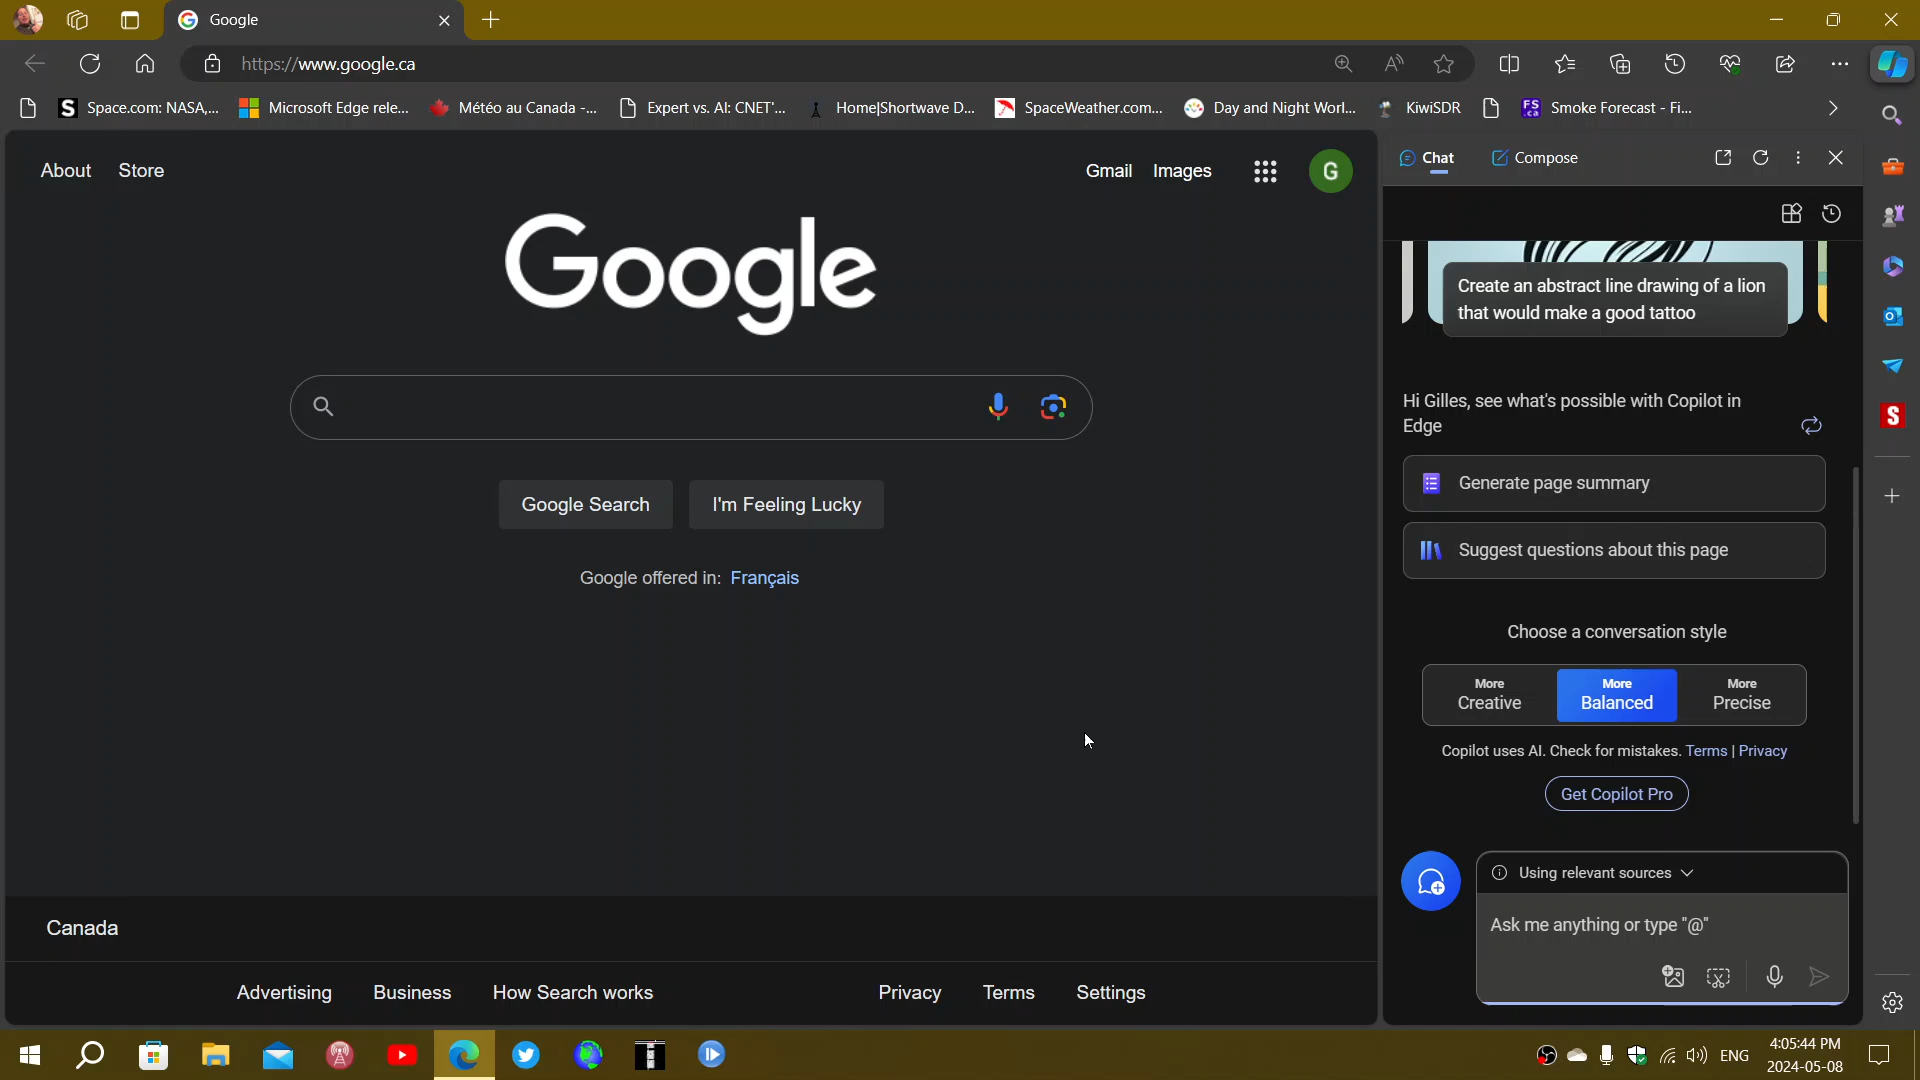 Google
https://www.google.ca
Space.com: NASA,...
Microsoft Edge rele...
Météo au Canada -...
Expert vs. AI: CNET'...
Home|Shortwave D...
SpaceWeather.com...
Day and Night Worl...
KiwiSDR
FS
.ca
Smoke Forecast - Fi...
About
Store
Gmail
Images
G
Google
Google Search
I'm Feeling Lucky
Google offered in: Français
Canada
Advertising
Business
How Search works
Privacy
Terms
Settings
Chat
Compose
Create an abstract line drawing of a lion
that would make a good tattoo
Hi Gilles, see what's possible with Copilot in
Edge
Generate page summary
Suggest questions about this page
Choose a conversation style
More
Creative
More
Balanced
More
Precise
Copilot uses AI. Check for mistakes. Terms | Privacy
Get Copilot Pro
Using relevant sources
Ask me anything or type "@"
ENG
4:05:44 PM
2024-05-08